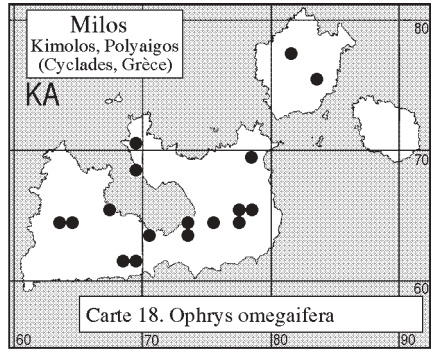 Milos
Kimolos, Polyaigos
(Cyclades, Grèce)
KA
80
70
60
Carte 18. Ophrys omegaifera
60 70 80 90